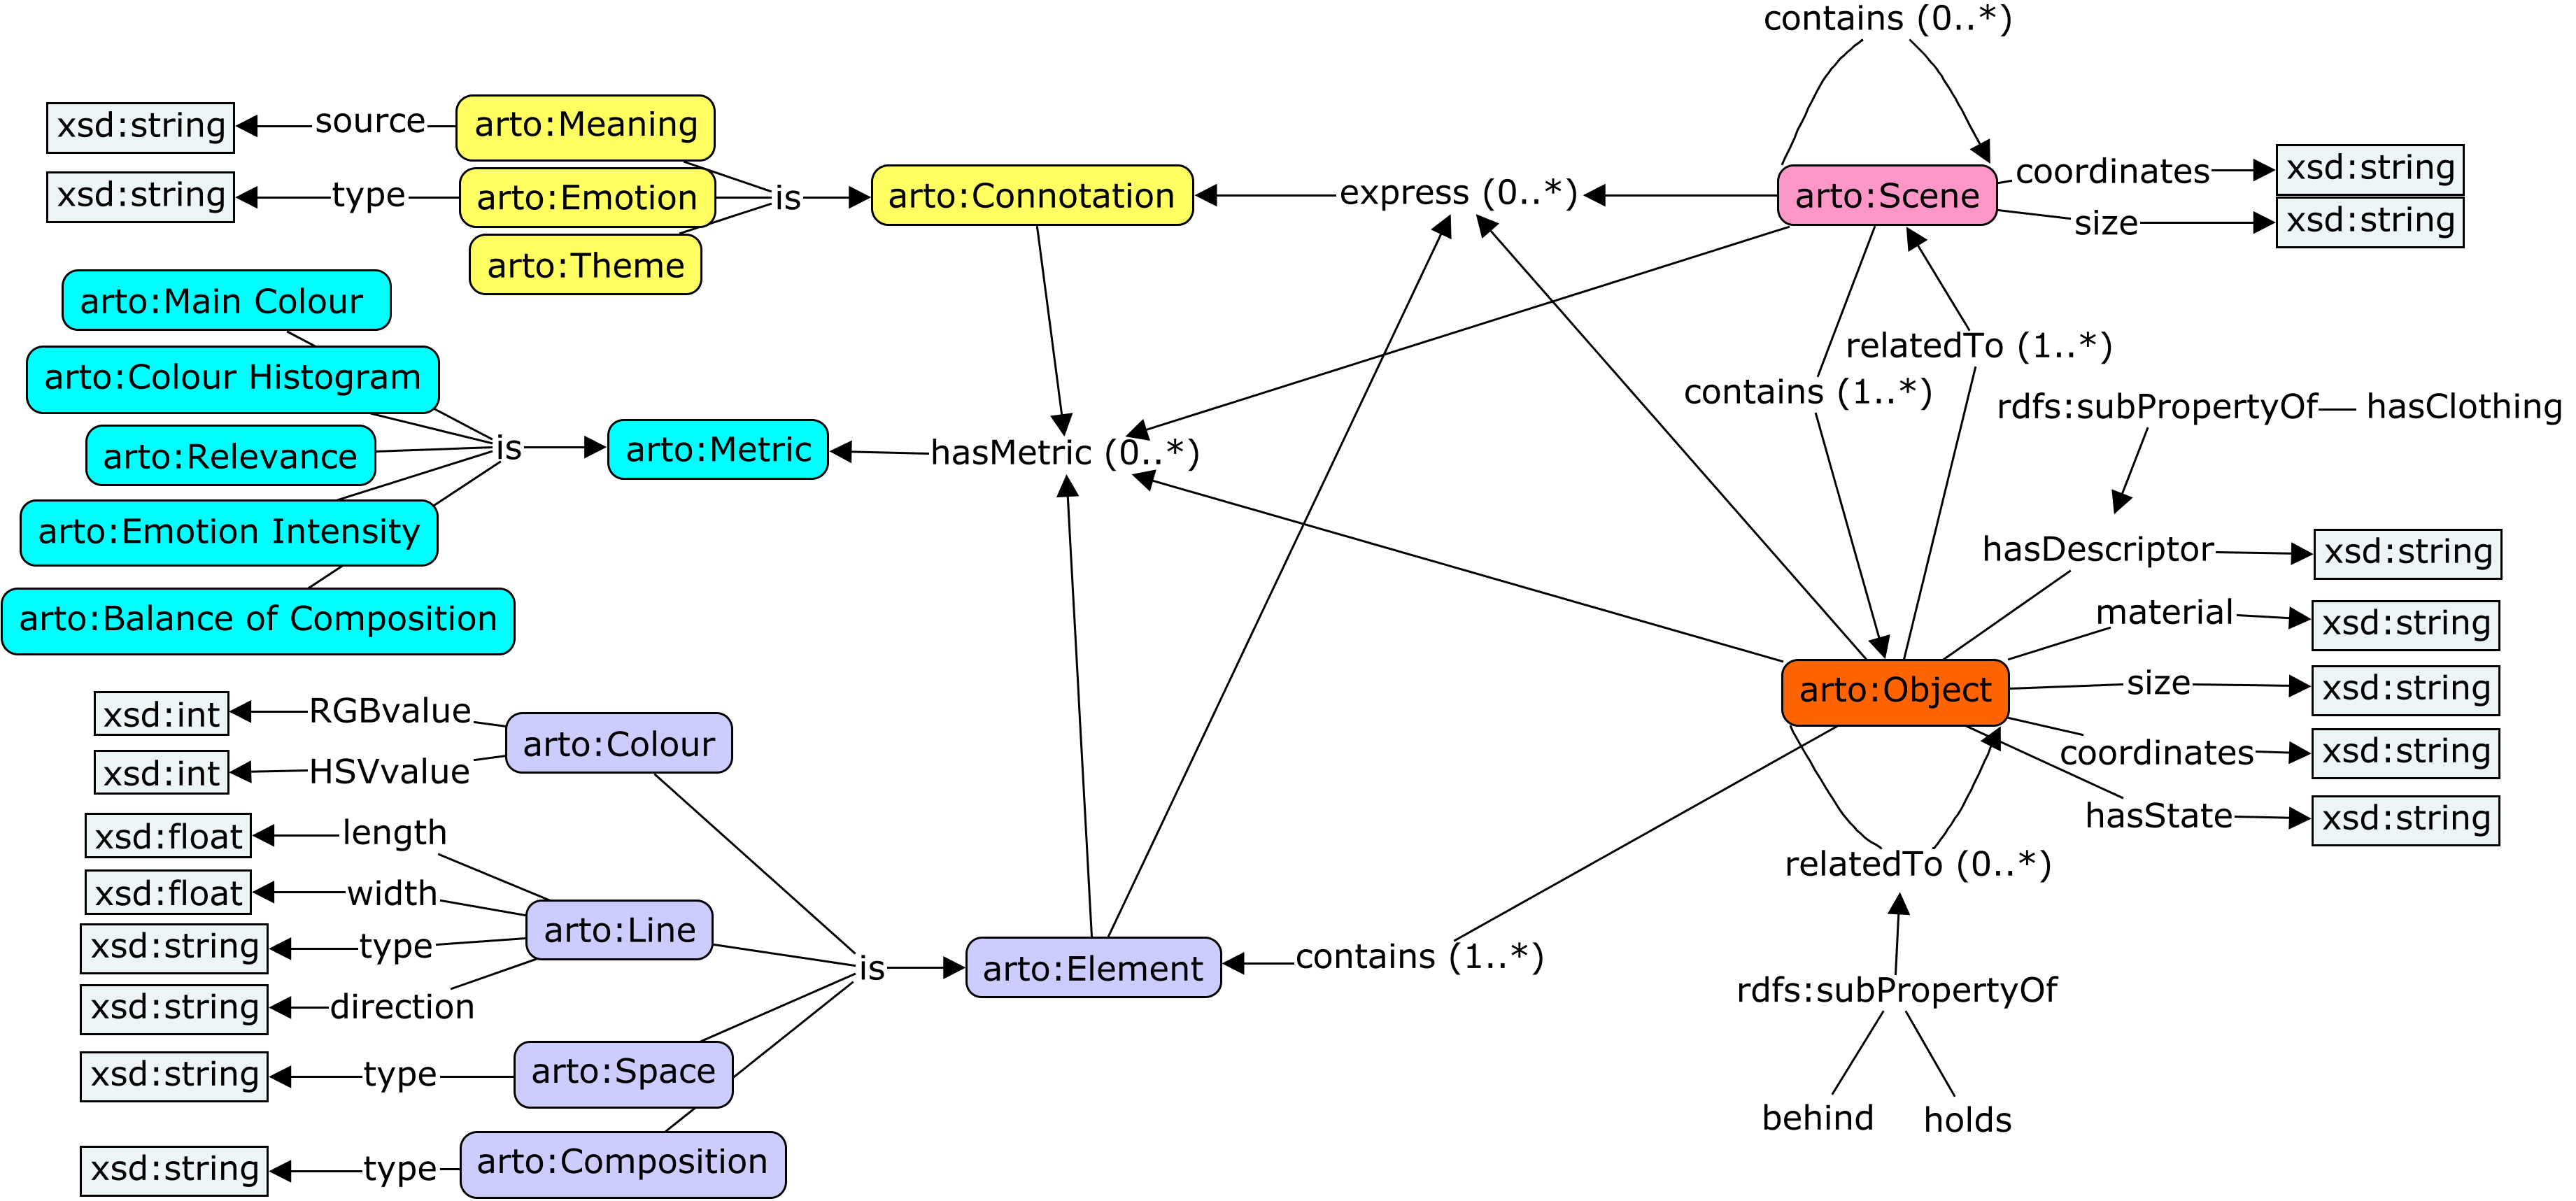 contains (0..*)
xsd:string
source
arto:Meaning
xsd:string
type
arto:Emotion
is
arto:Connotation
express (0..*)
arto:Scene
coordinates
xsd:string
size
xsd:string
arto:Theme
arto:Main Colour
arto:Colour Histogram
relatedTo (1..*)
contains (1..*)
rdfs:subPropertyOf
hasClothing
arto:Relevance
is
arto:Metric
hasMetric (0..*)
arto:Emotion Intensity
hasDescriptor
xsd:string
arto:Balance of Composition
material
xsd:string
arto:Object
size
xsd:string
coordinates
xsd:string
hasState
xsd:string
xsd:int
RGBvalue
arto:Colour
xsd:int
HSVvalue
xsd:float
length
relatedTo (0..*)
xsd:float
width
arto:Line
xsd:string
type
is
arto:Element
contains (1..*)
xsd:string
direction
rdfs:subPropertyOf
xsd:string
type
arto:Space
behind
holds
xsd:string
type
arto:Composition